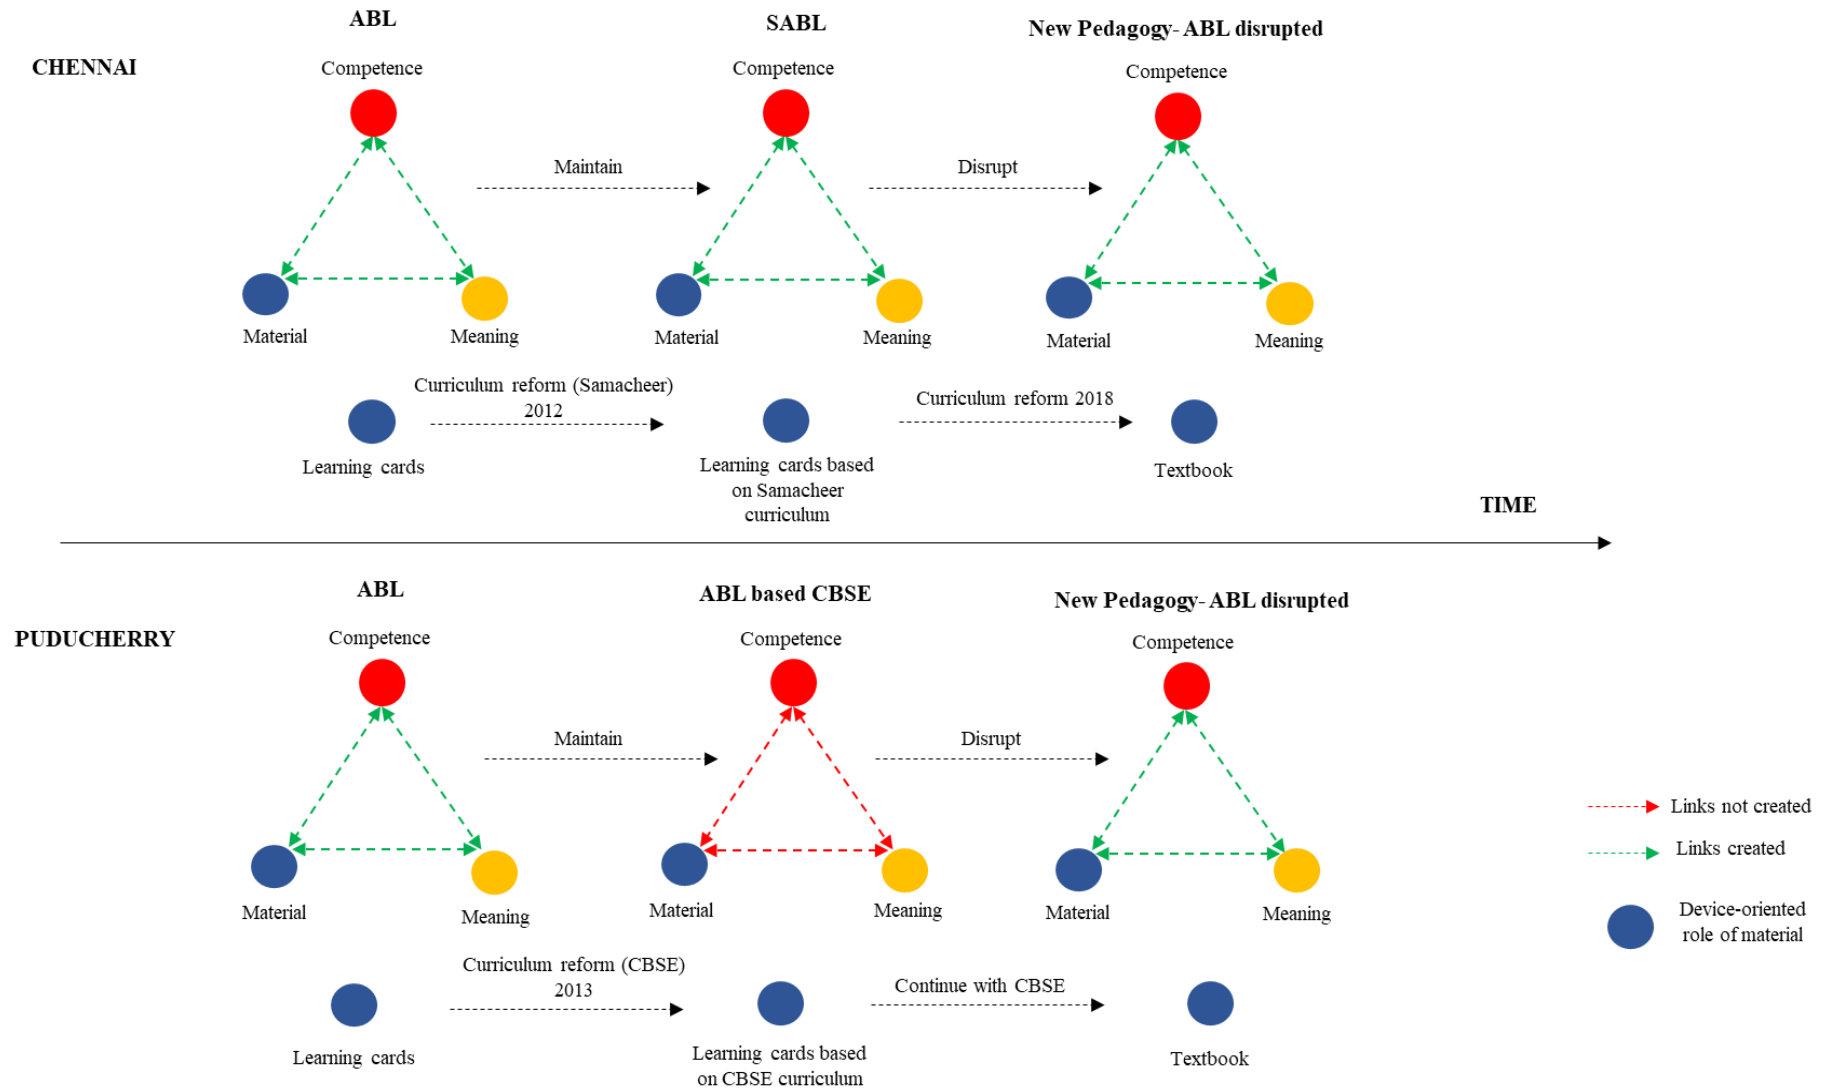 ABL
SABL
New Pedagogy- ABL disrupted
CHENNAI
Competence
Competence
Competence
Maintain
Disrupt
Material
Meaning
Material
Meaning
Material
Meaning
Curriculum reform (Samacheer)
2012
Curriculum reform 2018
Learning cards
Learning cards based
on Samacheer
curriculum
Textbook
TIME
ABL
ABL based CBSE
New Pedagogy- ABL disrupted
PUDUCHERRY
Competence
Competence
Competence
Maintain
Disrupt
Links not created
Links created
Material
Meaning
Material
Meaning
Material
Meaning
Device-oriented
role of material
Curriculum reform (CBSE)
2013
Continue with CBSE
Learning cards
Learning cards based
on CBSE curriculum
Textbook